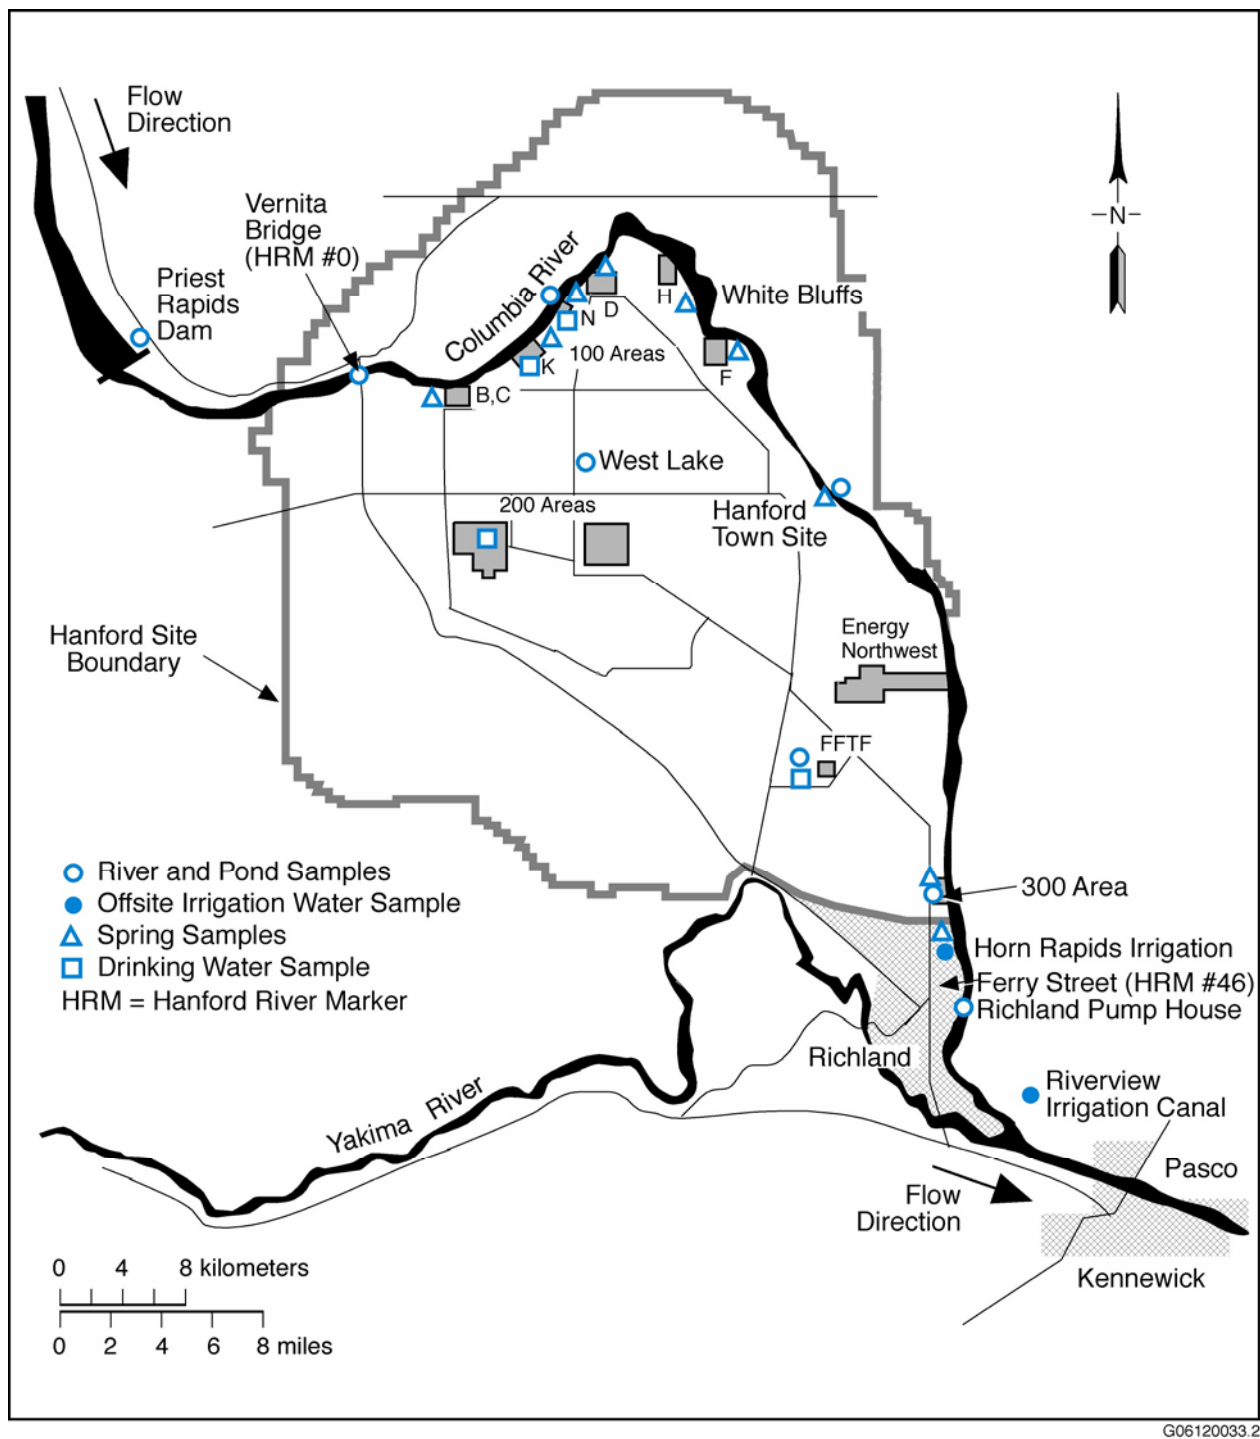 Flow
Direction
Vernita
Bridge
(HRM #0)
Priest
Rapids
Dam
Columbia River
N
White Bluffs
H
D
N
100 Areas
K
F
B,C
West Lake
200 Areas
Hanford
Town Site
Hanford Site
Boundary
Energy
Northwest
FFTF
River and Pond Samples
Offsite Irrigation Water Sample
Spring Samples
Drinking Water Sample
HRM = Hanford River Marker
300 Area
Horn Rapids Irrigation
Ferry Street (HRM #46)
Richland Pump House
Richland
Riverview
Irrigation Canal
Yakima River
Pasco
Flow
Direction
Kennewick
0 4 8 kilometers
0 2 4 6 8 miles
G06120033.2